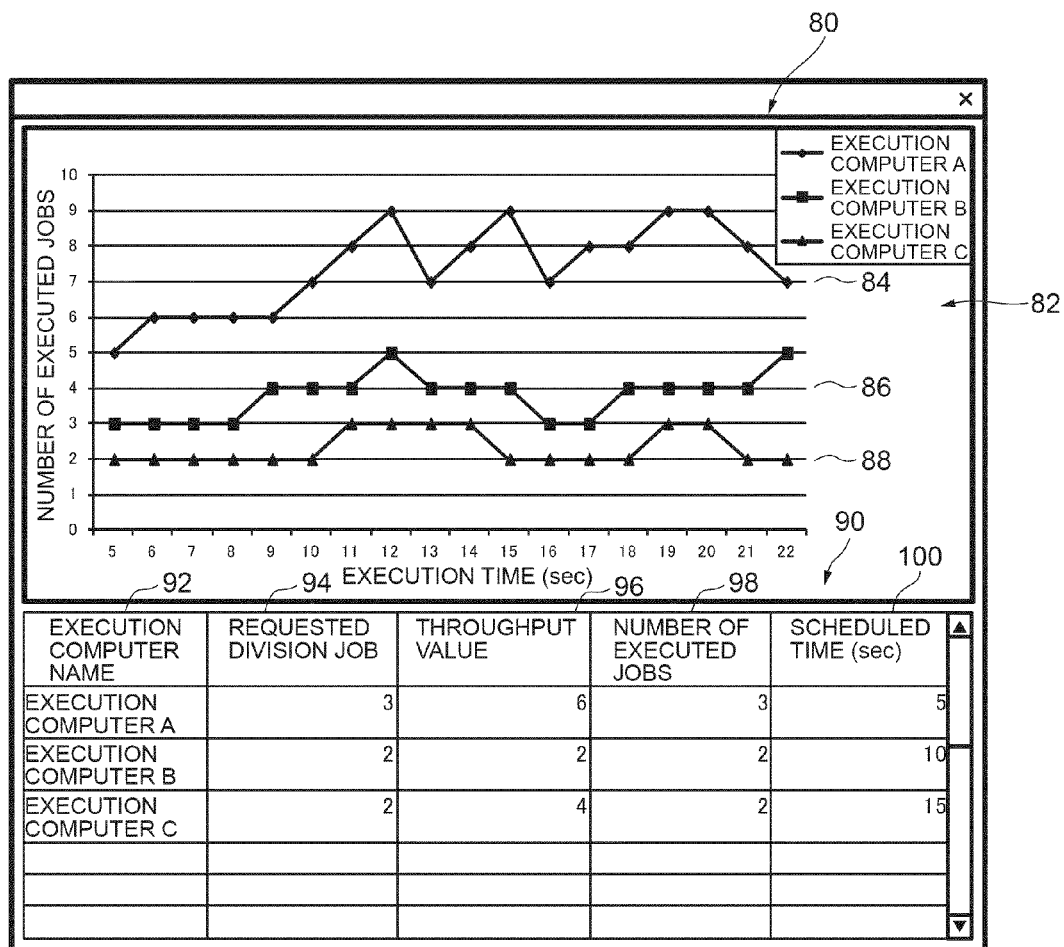 80
×
EXECUTION
COMPUTER A
EXECUTION
COMPUTER B
EXECUTION
COMPUTER C
NUMBER OF EXECUTED JOBS
10
9
8
7
6
5
4
3
2
1
0
84
82
86
88
5 6 7 8 9 10 11 12 13 14 15 16 17 18 19 20 21 22
EXECUTION TIME (sec)
90
92 94 96 98 100
EXECUTION
COMPUTER
NAME
REQUESTED
DIVISION JOB
THROUGHPUT
VALUE
NUMBER OF
EXECUTED
JOBS
SCHEDULED
TIME (sec)
EXECUTION
COMPUTER A
3 6 3 5
EXECUTION
COMPUTER B
2 2 2 10
EXECUTION
COMPUTER C
2 4 2 15